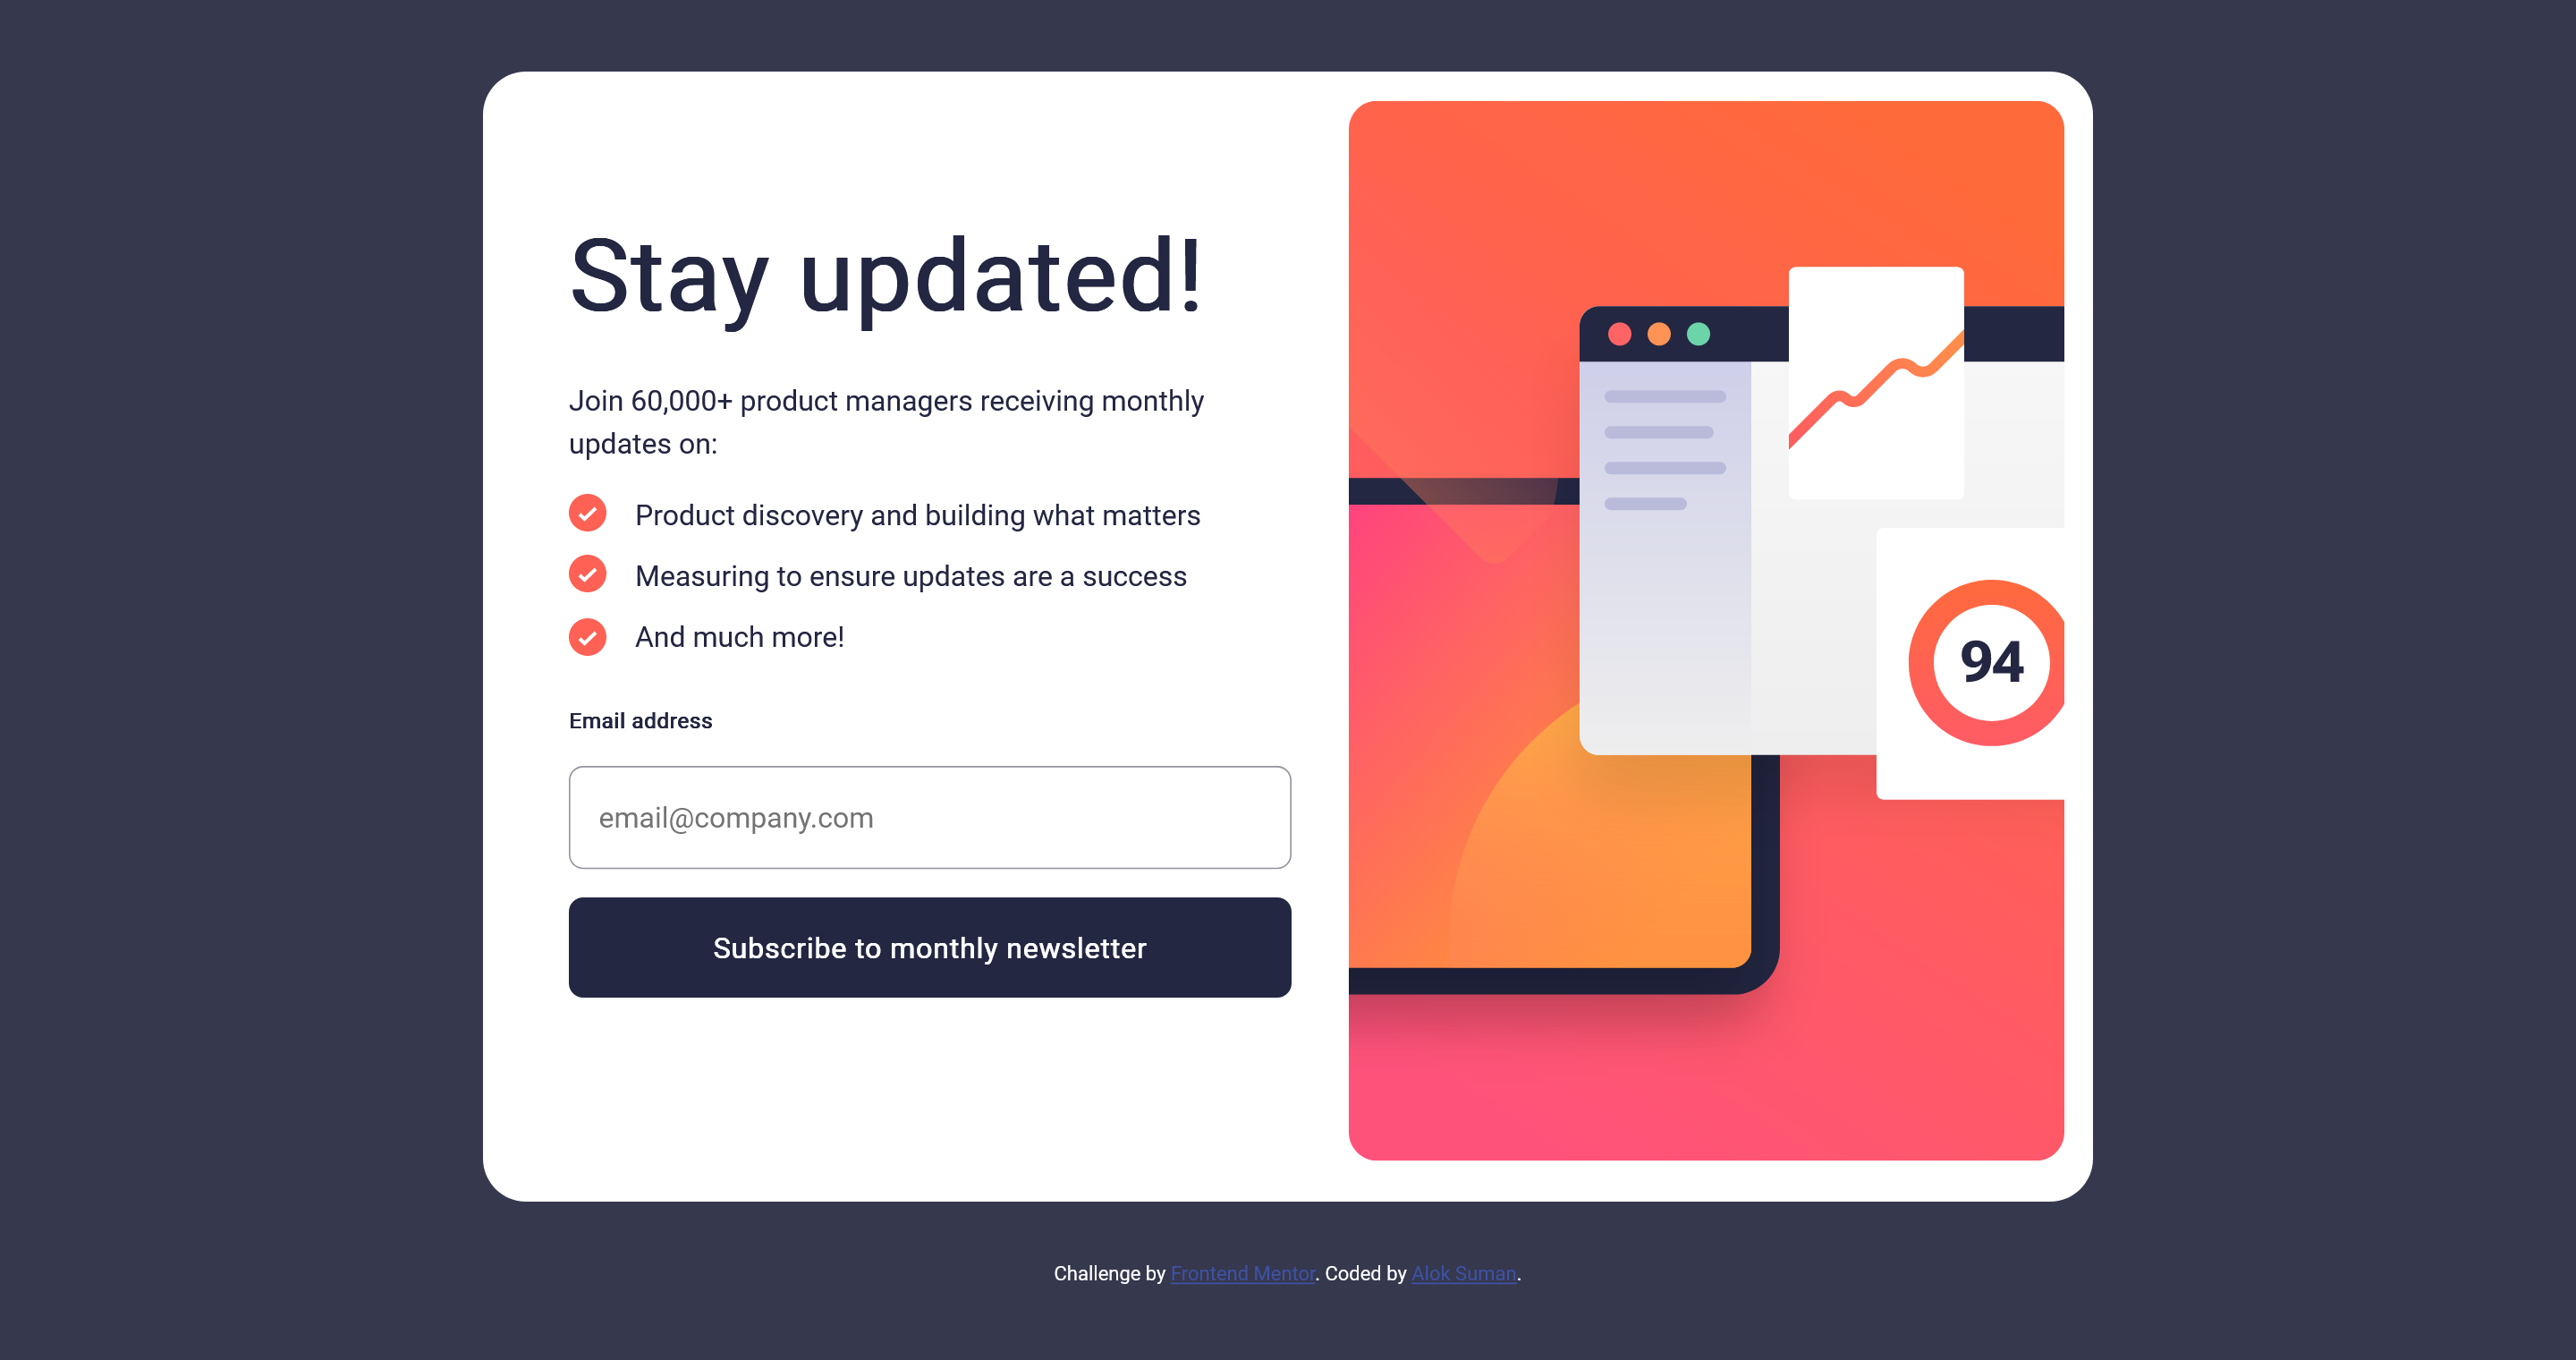 Stay updated!
Join 60,000+ product managers receiving monthly
updates on:
Product discovery and building what matters
Measuring to ensure updates are a success
And much more!
Email address
email@company.com
Subscribe to monthly newsletter
94
Challenge by Frontend Mentor. Coded by Alok Suman.